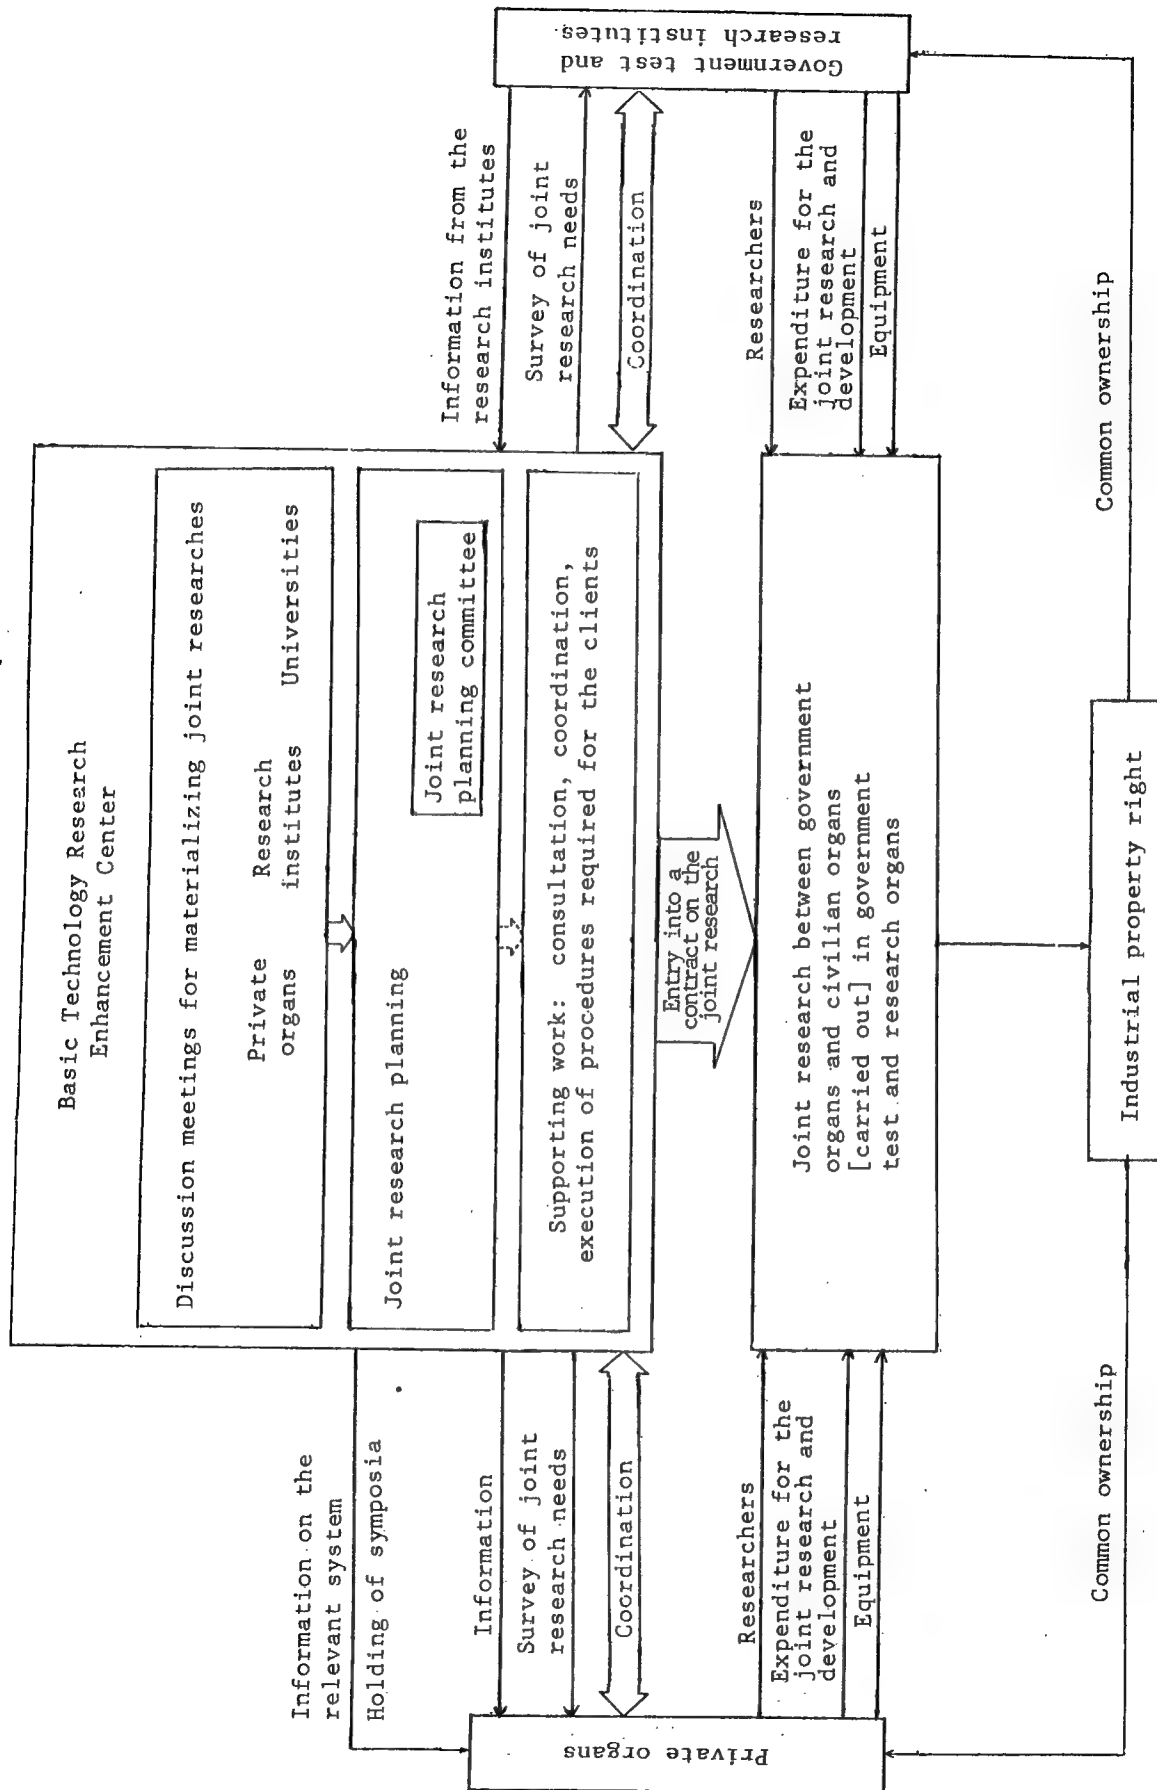 Basic Technology Research
Enhancement Center
Discussion meetings for materializing joint researches
Private
organs
Research
institutes
Universities
Joint research planning
Joint research
planning committee
Supporting work: consultation, coordination,
execution of procedures required for the clients
Information on the
relevant system
Holding of symposia
Information
Survey of joint
research needs
Coordination
Information from the
research institutes
Survey of joint
research needs
Coordination
Private organs
Government test and
research institutes.
Entry into a
contract on the
joint research
Researchers
Expenditure for the
joint research and
development
Equipment
Joint research between government
organs and civilian organs
[carried out] in government
test and research organs
Researchers
Expenditure for the
joint research and
development
Equipment
Common ownership
Industrial property right
Common ownership